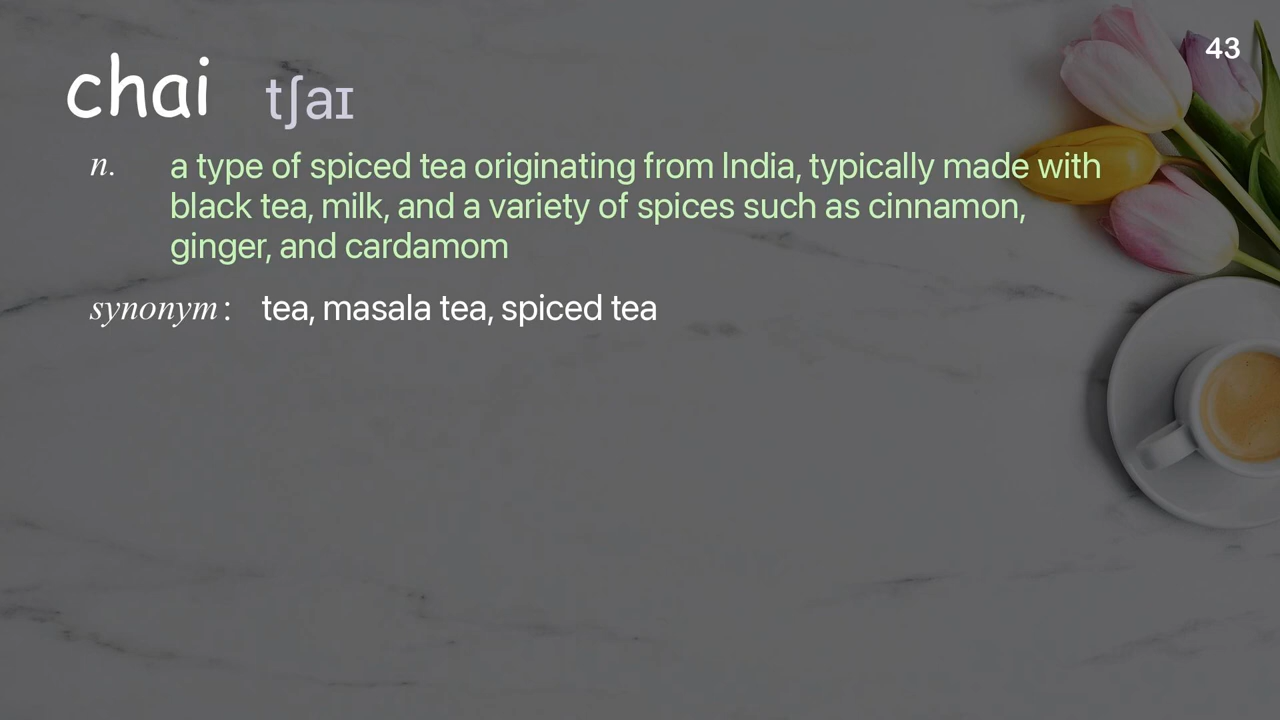 43
chai tʃaɪ
n. a type of spiced tea originating from India, typically made with
black tea, milk, and a variety of spices such as cinnamon,
ginger, and cardamom
synonym: tea, masala tea, spiced tea